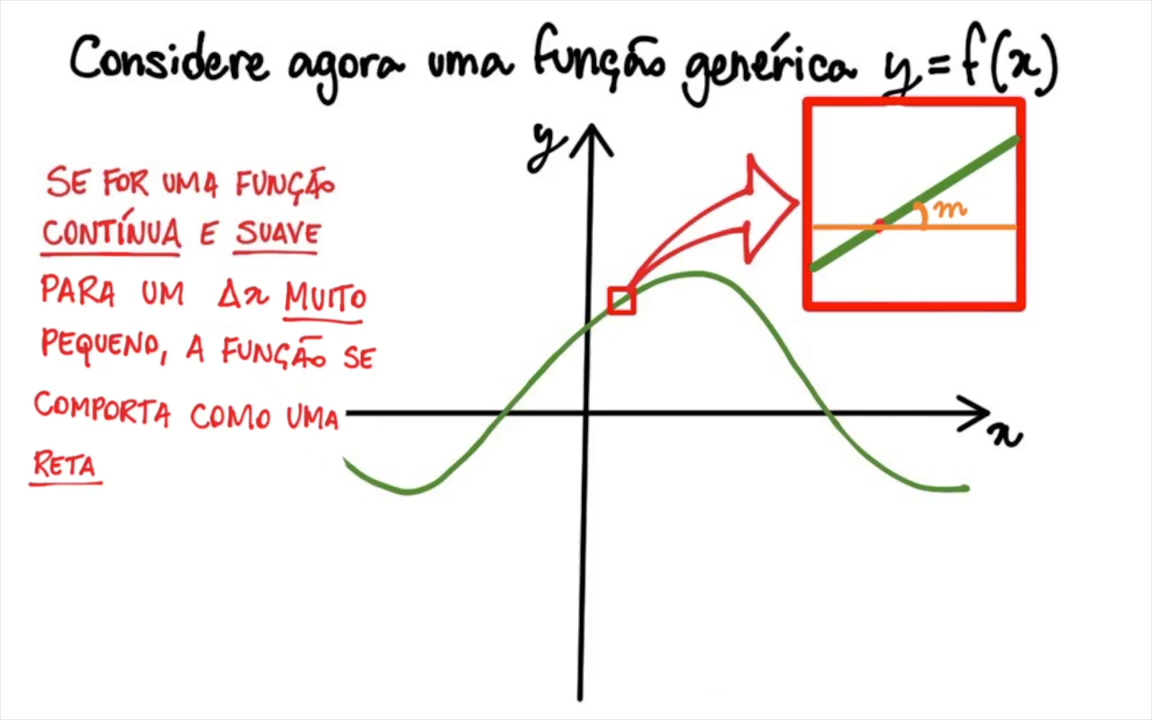 Considere agora uma função genérica y=f(x)
y
SE FOR UMA FUNÇÃO
CONTÍNUA E SUAVE
PARA UM Δx MUITO
PEQUENO, A FUNÇÃO SE
COMPORTA COMO UMA
RETA
m
x